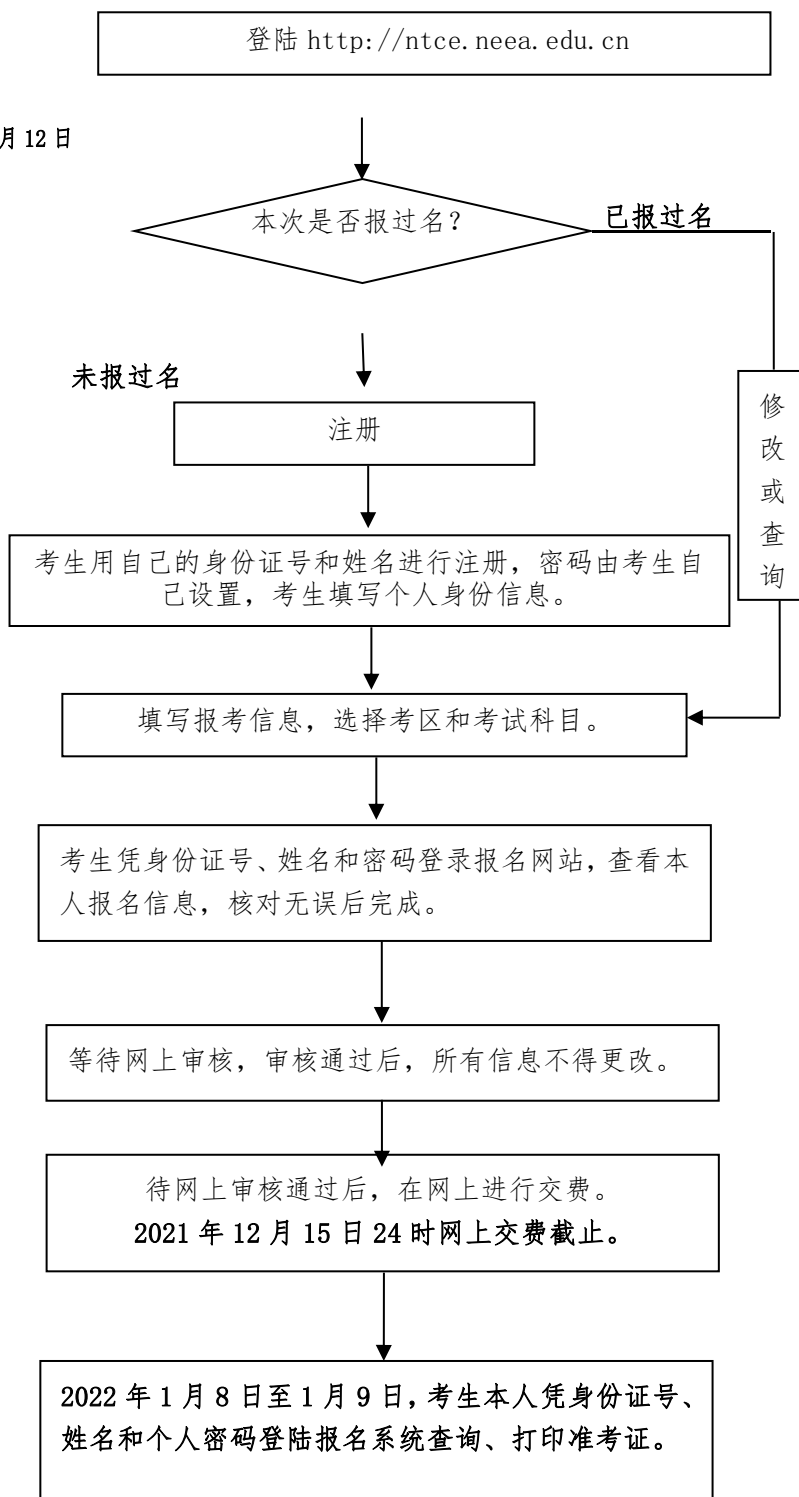 登陆 http://ntce.neea.edu.cn
月 12 日
本次是否报过名？
已报过名
未报过名
注册
修
改
或
查
询
考生用自己的身份证号和姓名进行注册，密码由考生自
己设置，考生填写个人身份信息。
填写报考信息，选择考区和考试科目。
考生凭身份证号、姓名和密码登录报名网站，查看本
人报名信息，核对无误后完成。
等待网上审核，审核通过后，所有信息不得更改。
待网上审核通过后，在网上进行交费。
2021 年 12 月 15 日 24 时网上交费截止。
2022 年 1 月 8 日至 1 月 9 日，考生本人凭身份证号、
姓名和个人密码登陆报名系统查询、打印准考证。